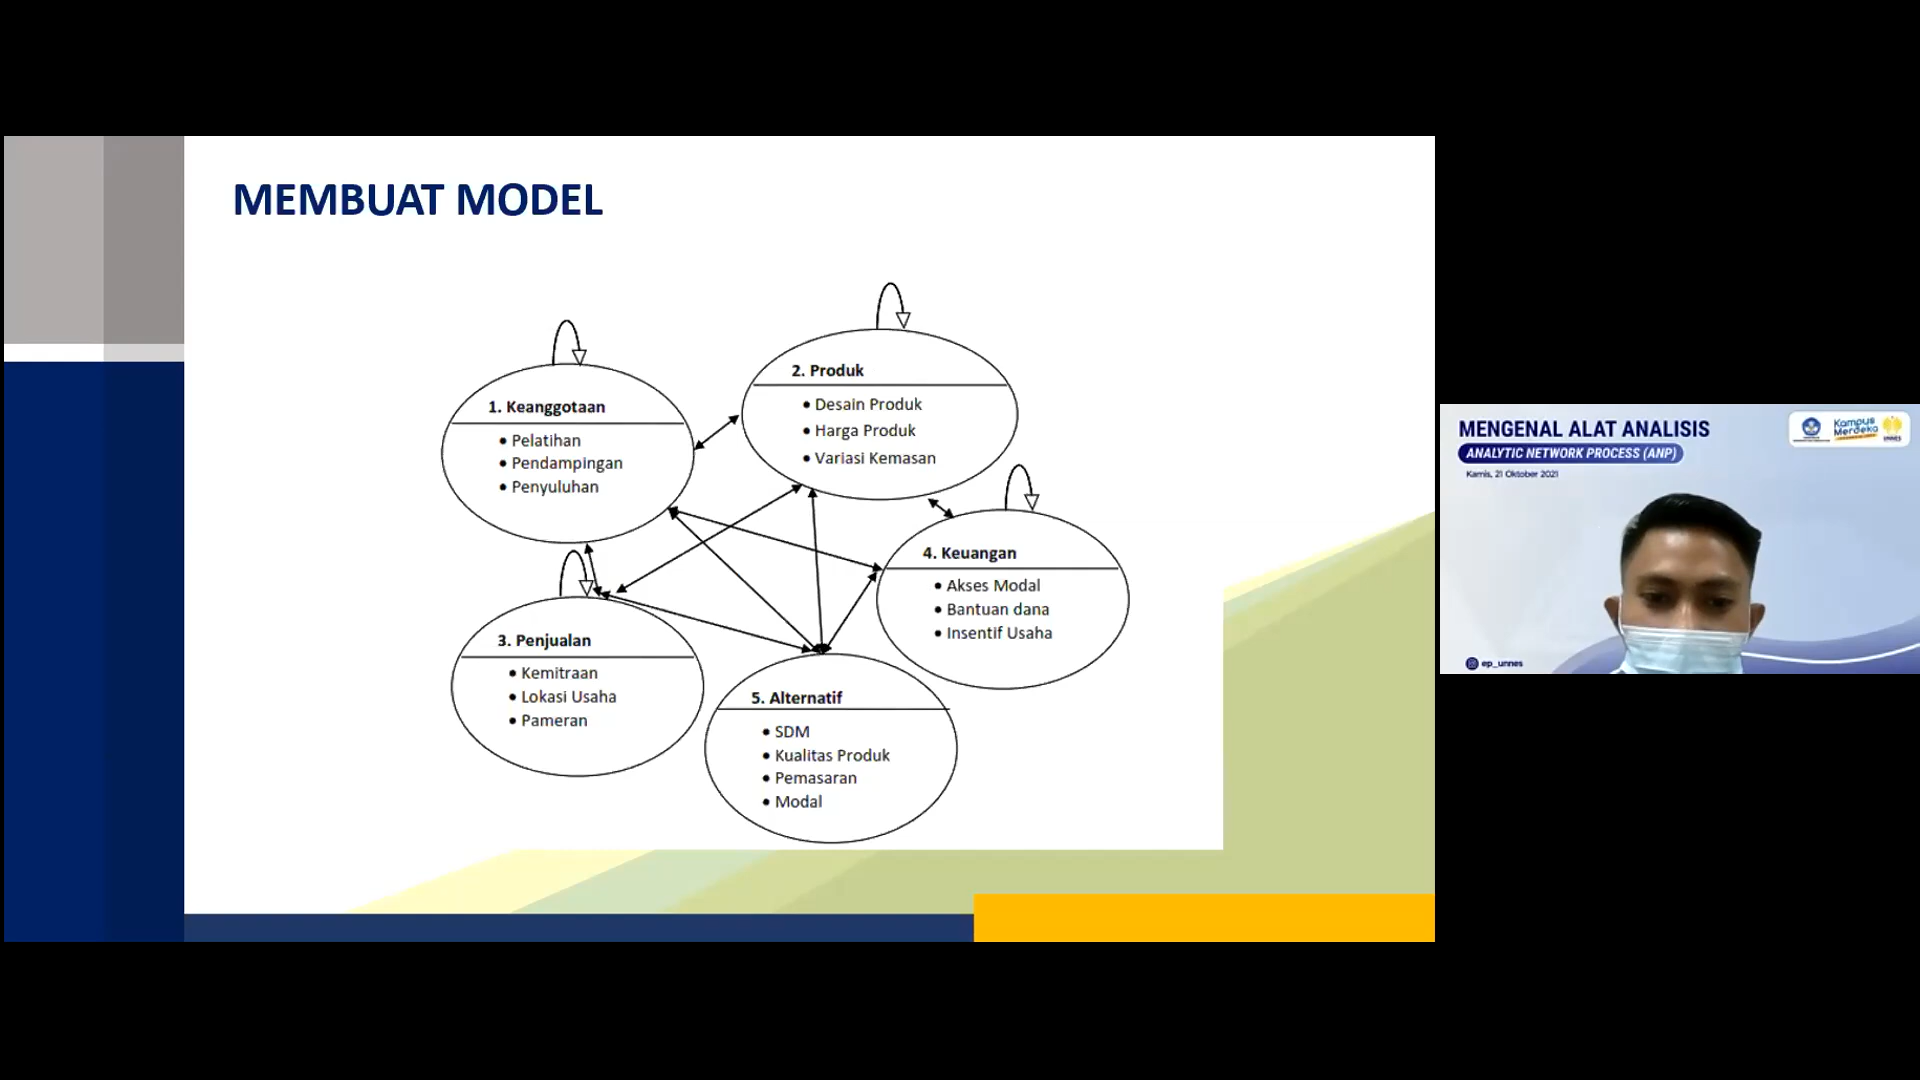 MEMBUAT MODEL
1. Keanggotaan
• Pelatihan
• Pendampingan
• Penyuluhan
2. Produk
• Desain Produk
• Harga Produk
• Variasi Kemasan
3. Penjualan
• Kemitraan
• Lokasi Usaha
• Pameran
4. Keuangan
• Akses Modal
• Bantuan dana
• Insentif Usaha
5. Alternatif
• SDM
• Kualitas Produk
• Pemasaran
• Modal
MENGENAL ALAT ANALISIS
ANALYTIC NETWORK PROCESS (ANP)
Kamis, 21 Oktober 2021
Kampus
Merdeka
UNNES
ep_unnes